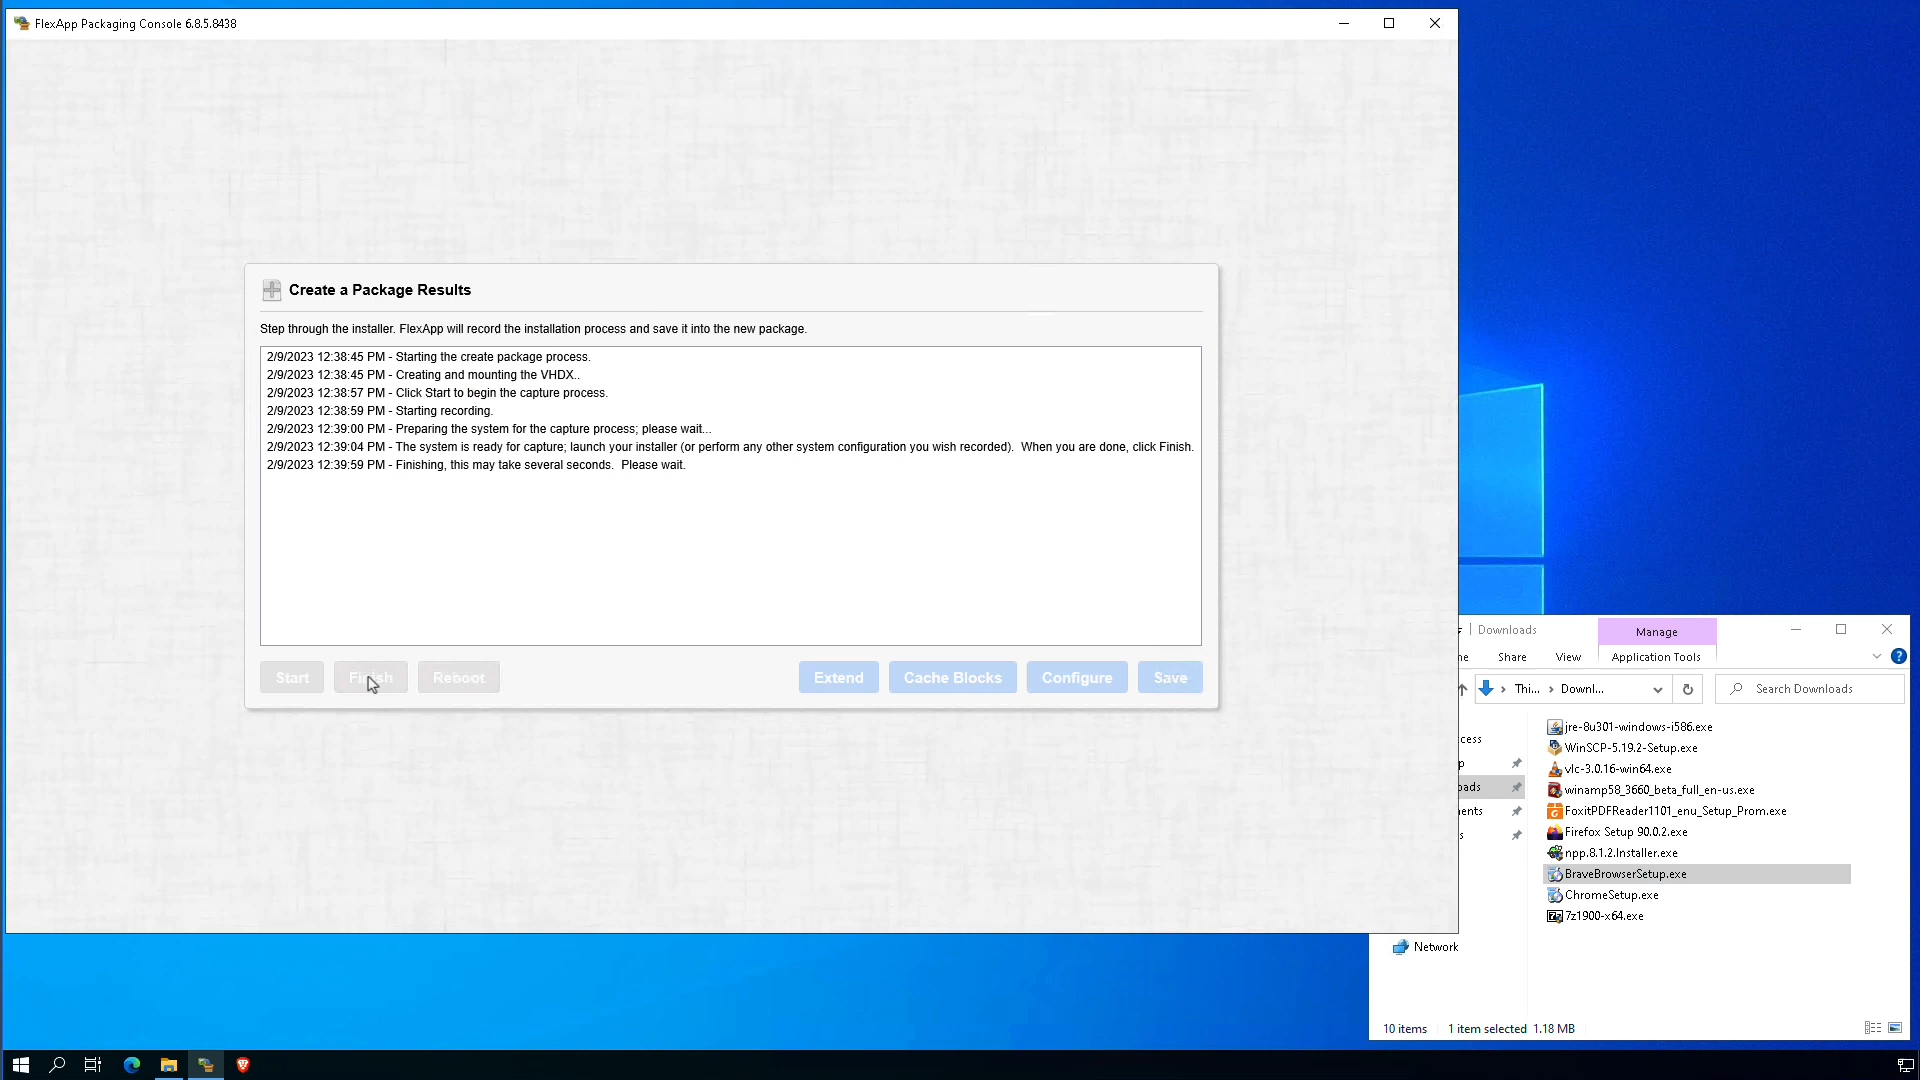 FlexApp Packaging Console 6.8.5.8438
Create a Package Results
Step through the installer. FlexApp will record the installation process and save it into the new package.
2/9/2023 12:38:45 PM - Starting the create package process.
2/9/2023 12:38:45 PM - Creating and mounting the VHDX..
2/9/2023 12:38:57 PM - Click Start to begin the capture process.
2/9/2023 12:38:59 PM - Starting recording.
2/9/2023 12:39:00 PM - Preparing the system for the capture process; please wait...
2/9/2023 12:39:04 PM - The system is ready for capture; launch your installer (or perform any other system configuration you wish recorded).  When you are done, click Finish.
2/9/2023 12:39:59 PM - Finishing, this may take several seconds.  Please wait.
Start Finish Reboot Extend Cache Blocks Configure Save
Downloads Manage
me Share View Application Tools
Thi... Downl... Search Downloads
cess
p
oads
ents
s
Network
jre-8u301-windows-i586.exe
WinSCP-5.19.2-Setup.exe
vlc-3.0.16-win64.exe
winamp58_3660_beta_full_en-us.exe
FoxitPDFReader1101_enu_Setup_Prom.exe
Firefox Setup 90.0.2.exe
npp.8.1.2.Installer.exe
BraveBrowserSetup.exe
ChromeSetup.exe
7z1900-x64.exe
10 items 1 item selected 1.18 MB